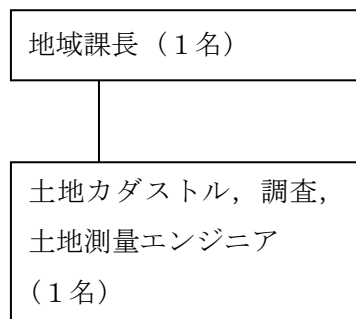 地域課長（１名）
土地カダストル，調査，
土地測量エンジニア
（１名）